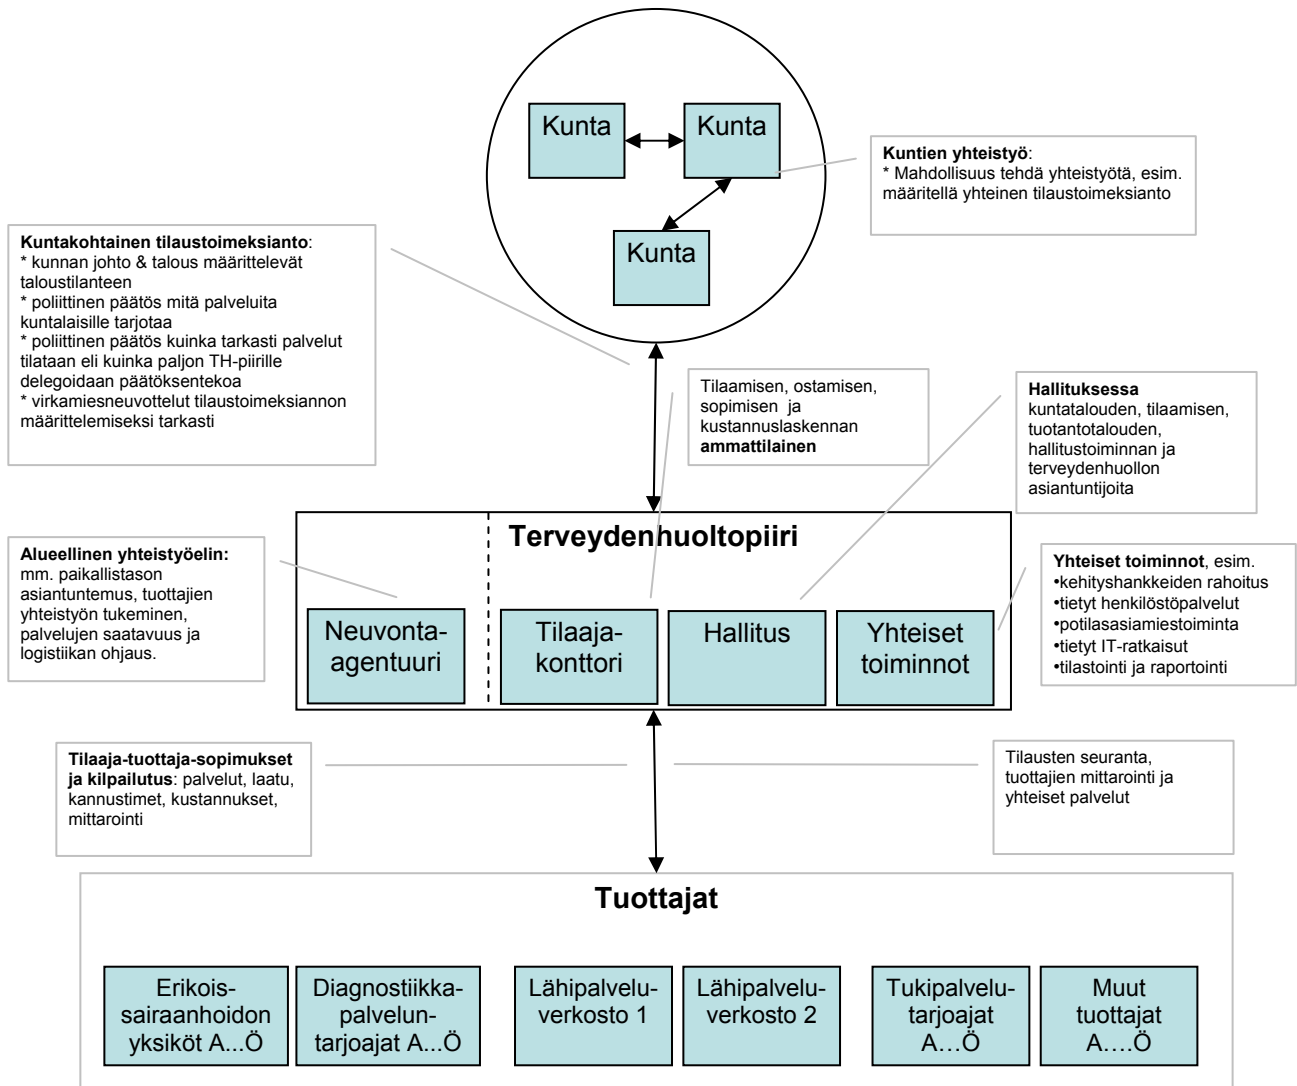 Kunta
Kunta
Kunta
Kuntien yhteistyö:
* Mahdollisuus tehdä yhteistyötä, esim.
määritellä yhteinen tilaustoimeksianto
Kuntakohtainen tilaustoimeksianto:
* kunnan johto & talous määrittelevät
taloustilanteen
* poliittinen päätös mitä palveluita
kuntalaisille tarjotaa
* poliittinen päätös kuinka tarkasti palvelut
tilataan eli kuinka paljon TH-piirille
delegoidaan päätöksentekoa
* virkamiesneuvottelut tilaustoimeksiannon
määrittelemiseksi tarkasti
Tilaamisen, ostamisen,
sopimisen ja
kustannuslaskennan
ammattilainen
Hallituksessa
kuntatalouden, tilaamisen,
tuotantotalouden,
hallitustoiminnan ja
terveydenhuollon
asiantuntijoita
Alueellinen yhteistyöelin:
mm. paikallistason
asiantuntemus, tuottajien
yhteistyön tukeminen,
palvelujen saatavuus ja
logistiikan ohjaus.
Terveydenhuoltopiiri
Neuvonta-
agentuuri
Tilaaja-
konttori
Hallitus
Yhteiset
toiminnot
Yhteiset toiminnot, esim.
•kehityshankkeiden rahoitus
•tietyt henkilöstöpalvelut
•potilasasiamiestoiminta
•tietyt IT-ratkaisut
•tilastointi ja raportointi
Tilaaja-tuottaja-sopimukset
ja kilpailutus: palvelut, laatu,
kannustimet, kustannukset,
mittarointi
Tilausten seuranta,
tuottajien mittarointi ja
yhteiset palvelut
Tuottajat
Erikois-
sairaanhoidon
yksiköt A...Ö
Diagnostiikka-
palvelun-
tarjoajat A...Ö
Lähipalvelu-
verkosto 1
Lähipalvelu-
verkosto 2
Tukipalvelu-
tarjoajat
A...Ö
Muut
tuottajat
A....Ö